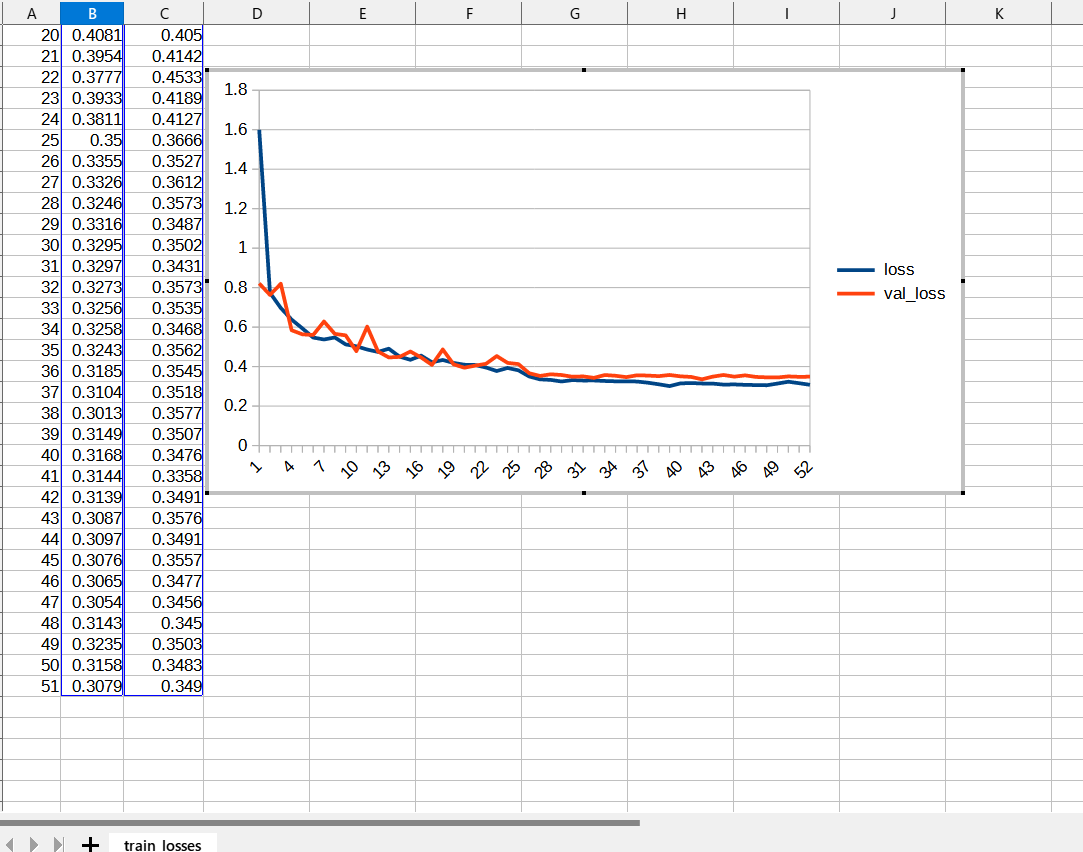 A B C D E F G H I J K
20 0.4081 0.405
21 0.3954 0.4142
22 0.3777 0.4533
23 0.3933 0.4189
24 0.3811 0.4127
25 0.35 0.3666
26 0.3355 0.3527
27 0.3326 0.3612
28 0.3246 0.3573
29 0.3316 0.3487
30 0.3295 0.3502
31 0.3297 0.3431
32 0.3273 0.3573
33 0.3256 0.3535
34 0.3258 0.3468
35 0.3243 0.3562
36 0.3185 0.3545
37 0.3104 0.3518
38 0.3013 0.3577
39 0.3149 0.3507
40 0.3168 0.3476
41 0.3144 0.3358
42 0.3139 0.3491
43 0.3087 0.3576
44 0.3097 0.3491
45 0.3076 0.3557
46 0.3065 0.3477
47 0.3054 0.3456
48 0.3143 0.345
49 0.3235 0.3503
50 0.3158 0.3483
51 0.3079 0.349
1.8
1.6
1.4
1.2
1
0.8
0.6
0.4
0.2
0
1 4 7 10 13 16 19 22 25 28 31 34 37 40 43 46 49 52
loss
val_loss
train_losses